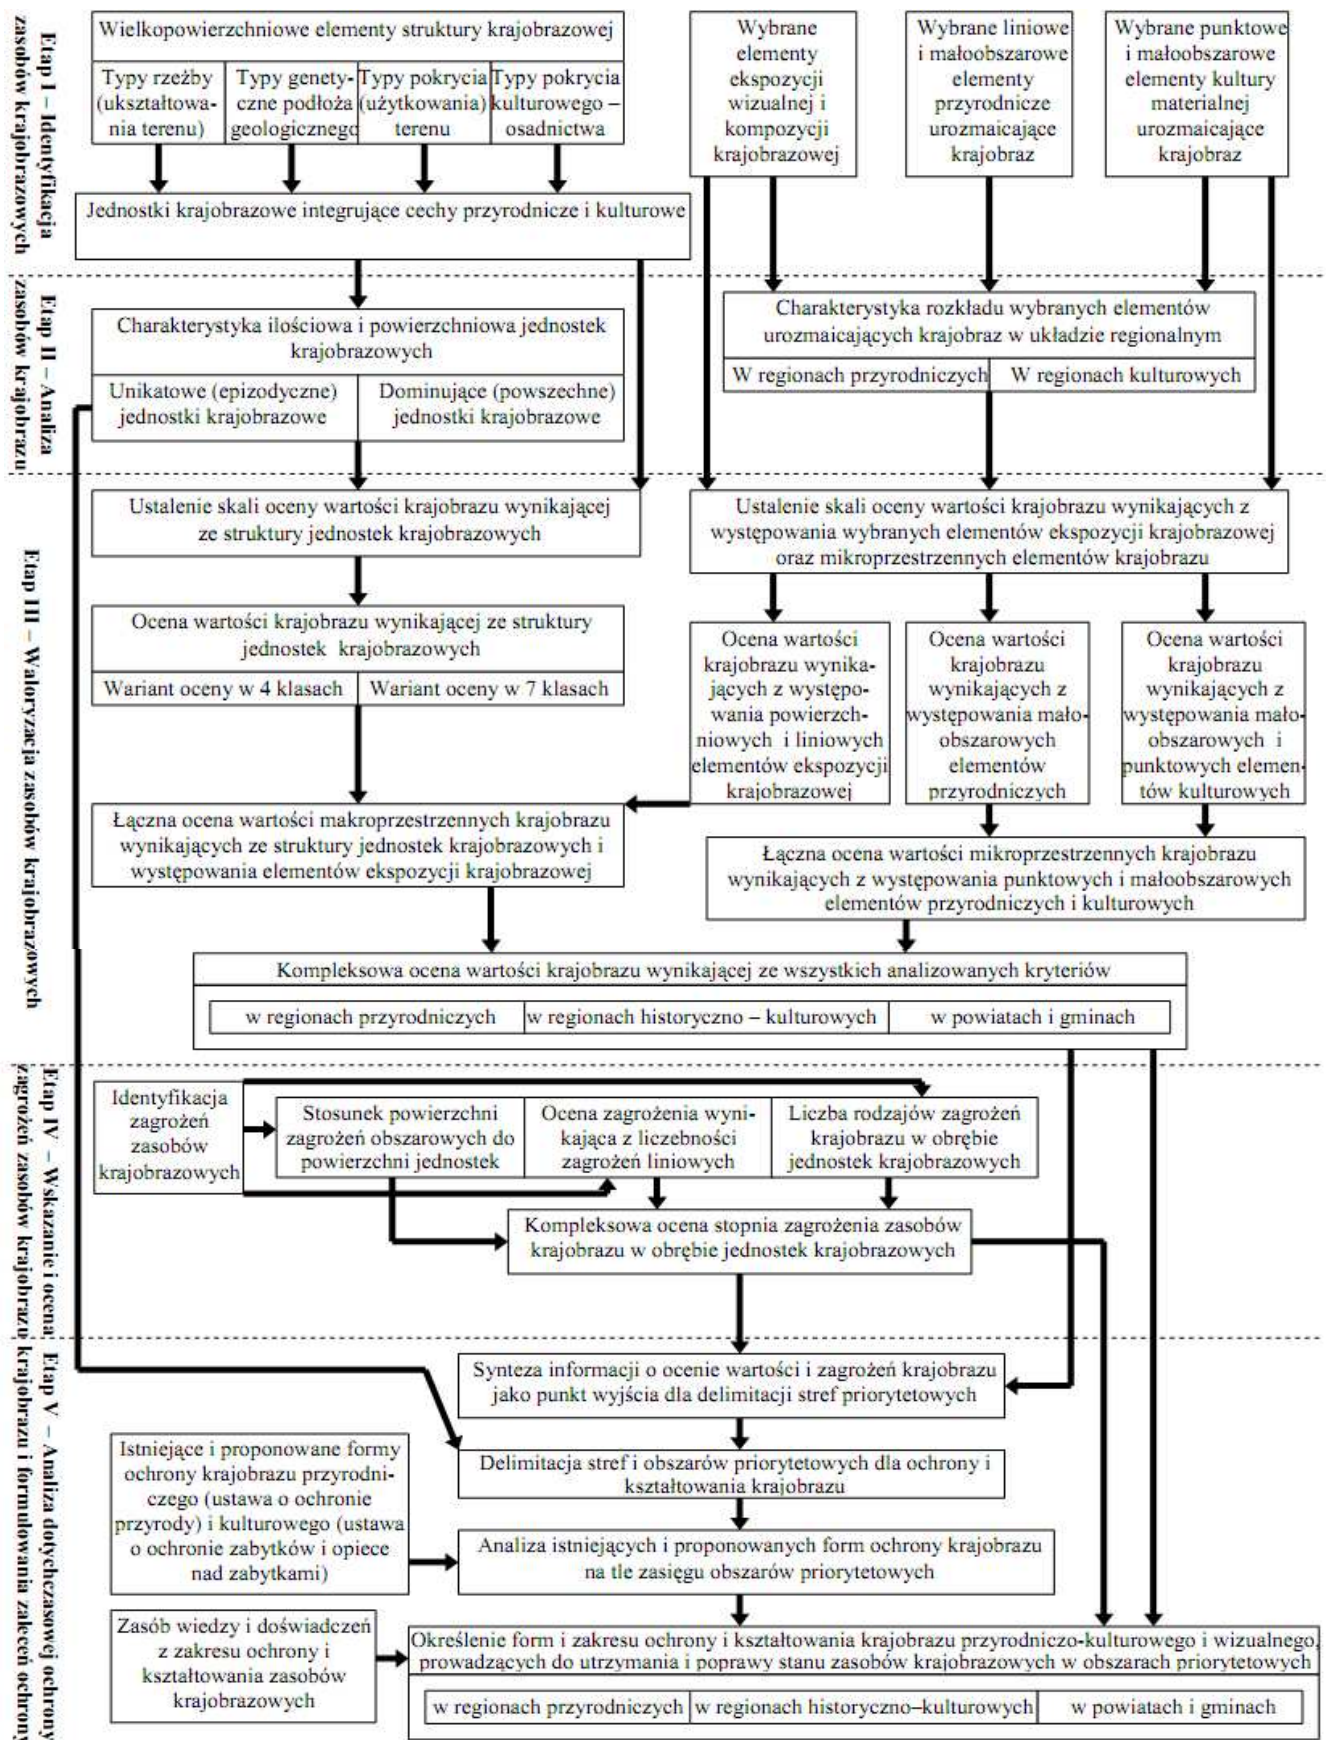 Etap I – Identyfikacja
zasobów krajobrazowych
Wielkopowierzchniowe elementy struktury krajobrazowej
Typy rzeźby
(ukształtowa-
nia terenu)
Typy genety-
czne podłoża
geologicznego
Typy pokrycia
(użytkowania)
terenu
Typy pokrycia
kulturowego –
osadnictwa
Wybrane
elementy
ekspozycji
wizualnej i
kompozycji
krajobrazowej
Wybrane liniowe
i małoobszarowe
elementy
przyrodnicze
urozmaicające
krajobraz
Wybrane punktowe
i małoobszarowe
elementy kultury
materialnej
urozmaicające
krajobraz
Jednostki krajobrazowe integrujące cechy przyrodnicze i kulturowe
Etap II – Analiza
zasobów krajobrazu
Charakterystyka ilościowa i powierzchniowa jednostek
krajobrazowych
Unikatowe (epizodyczne)
jednostki krajobrazowe
Dominujące (powszechne)
jednostki krajobrazowe
Charakterystyka rozkładu wybranych elementów
urozmaicających krajobraz w układzie regionalnym
W regionach przyrodniczych
W regionach kulturowych
Etap III – Waloryzacja zasobów krajobrazowych
Ustalenie skali oceny wartości krajobrazu wynikającej
ze struktury jednostek krajobrazowych
Ustalenie skali oceny wartości krajobrazu wynikających z
występowania wybranych elementów ekspozycji krajobrazowej
oraz mikroprzestrzennych elementów krajobrazu
Ocena wartości krajobrazu wynikającej ze struktury
jednostek krajobrazowych
Wariant oceny w 4 klasach
Wariant oceny w 7 klasach
Ocena wartości
krajobrazu wynika-
jących z występo-
wania powierzch-
niowych i liniowych
elementów ekspozycji
krajobrazowej
Ocena wartości
krajobrazu
wynikających z
występowania mało-
obszarowych
elementów
przyrodniczych
Ocena wartości
krajobrazu
wynikających z
występowania mało-
obszarowych i
punktowych elemen-
tów kulturowych
Łączna ocena wartości makroprzestrzennych krajobrazu
wynikających ze struktury jednostek krajobrazowych i
występowania elementów ekspozycji krajobrazowej
Łączna ocena wartości mikroprzestrzennych krajobrazu
wynikających z występowania punktowych i małoobszarowych
elementów przyrodniczych i kulturowych
Kompleksowa ocena wartości krajobrazu wynikającej ze wszystkich analizowanych kryteriów
w regionach przyrodniczych
w regionach historyczno – kulturowych
w powiatach i gminach
Etap IV – Wskazanie i ocena
zagrożeń zasobów krajobrazu
Identyfikacja
zagrożeń
zasobów
krajobrazowych
Stosunek powierzchni
zagrożeń obszarowych do
powierzchni jednostek
Ocena zagrożenia wyni-
kająca z liczebności
zagrożeń liniowych
Liczba rodzajów zagrożeń
krajobrazu w obrębie
jednostek krajobrazowych
Kompleksowa ocena stopnia zagrożenia zasobów
krajobrazu w obrębie jednostek krajobrazowych
Etap V – Analiza dotychczasowej ochrony
krajobrazu i formułowania zaleceń ochrony
Synteza informacji o ocenie wartości i zagrożeń krajobrazu
jako punkt wyjścia dla delimitacji stref priorytetowych
Istniejące i proponowane formy
ochrony krajobrazu przyrodni-
czego (ustawa o ochronie
przyrody) i kulturowego (ustawa
o ochronie zabytków i opiece
nad zabytkami)
Delimitacja stref i obszarów priorytetowych dla ochrony i
kształtowania krajobrazu
Analiza istniejących i proponowanych form ochrony krajobrazu
na tle zasięgu obszarów priorytetowych
Zasób wiedzy i doświadczeń
z zakresu ochrony i
kształtowania zasobów
krajobrazowych
Określenie form i zakresu ochrony i kształtowania krajobrazu przyrodniczo-kulturowego i wizualnego,
prowadzących do utrzymania i poprawy stanu zasobów krajobrazowych w obszarach priorytetowych
w regionach przyrodniczych
w regionach historyczno–kulturowych
w powiatach i gminach